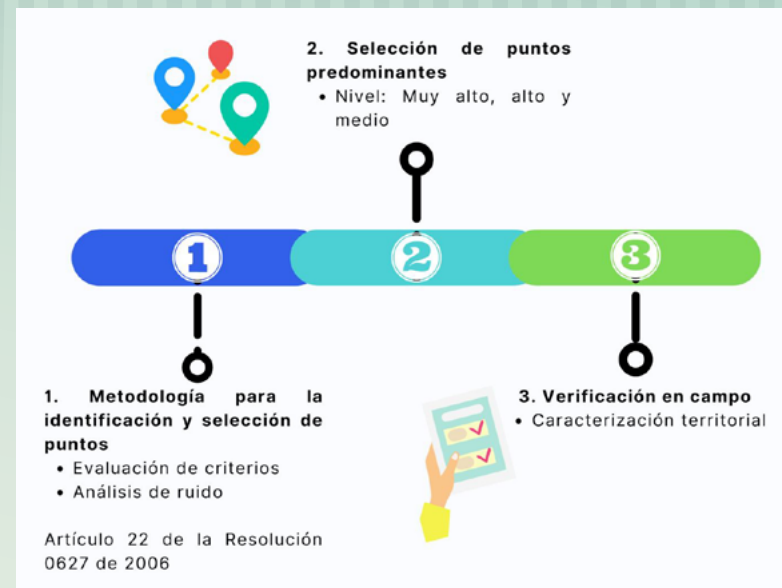 2. Selección de puntos
predominantes
• Nivel: Muy alto, alto y
medio
1
2
3
1. Metodología para la
identificación y selección de
puntos
• Evaluación de criterios
• Análisis de ruido
Artículo 22 de la Resolución
0627 de 2006
3. Verificación en campo
• Caracterización territorial